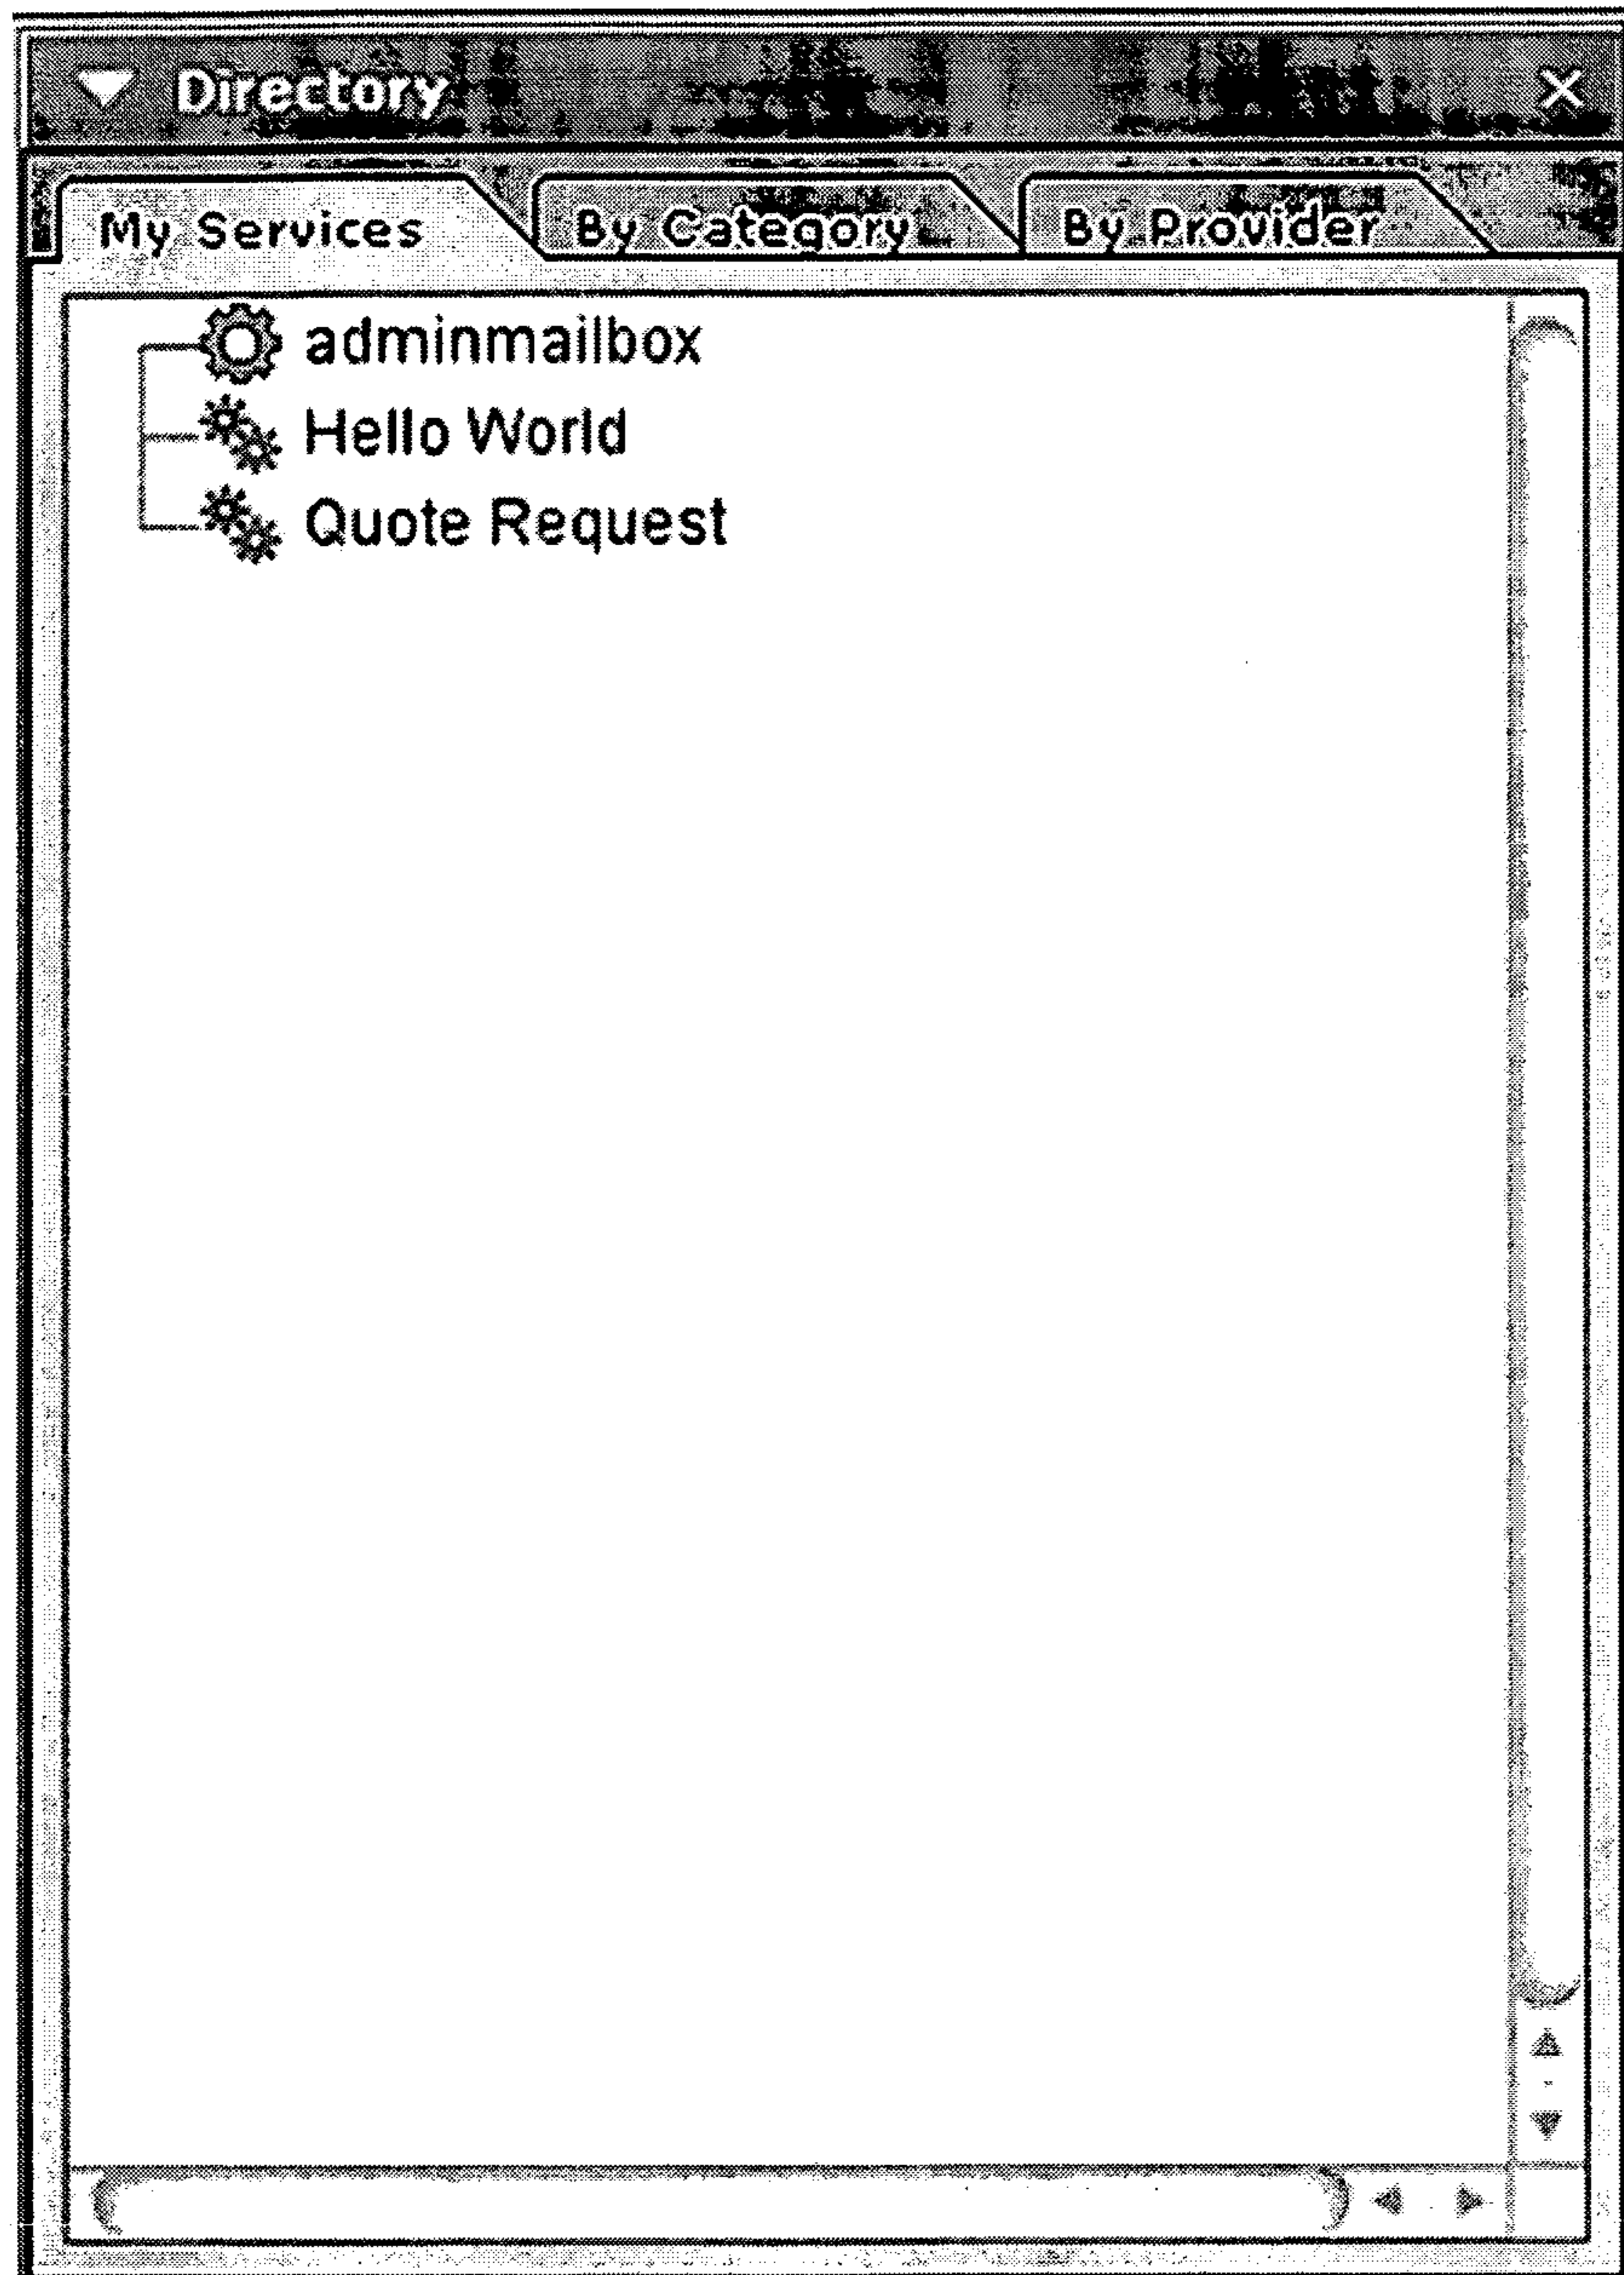 Directory
My Services By Category By Provider
adminmailbox
Hello World
Quote Request